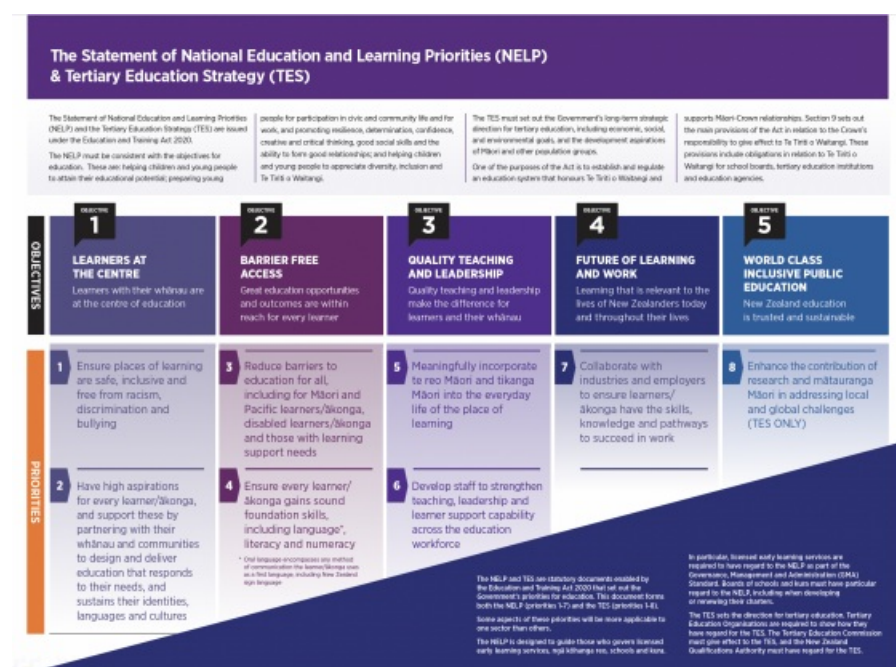 The Statement of National Education and Learning Priorities (NELP)
& Tertiary Education Strategy (TES)
The Statement of National Education and Learning Priorities
(NELP) and the Tertiary Education Strategy (TES) are issued
under the Education and Training Act 2020.
The NELP must be consistent with the objectives for
education. These are: helping children and young people
to attain their educational potential; preparing young
people for participation in civic and community life and for
work, and promoting resilience, determination, confidence,
creative and critical thinking, good social skills and the
ability to form good relationships; and helping children
and young people to appreciate diversity, inclusion and
Te Tiriti o Waitangi.
The TES must set out the Government's long-term strategic
direction for tertiary education, including economic, social,
and environmental goals, and the development aspirations
of Māori and other population groups.
One of the purposes of the Act is to establish and regulate
an education system that honours Te Tiriti o Waitangi and
supports Māori-Crown relationships. Section 9 sets out
the main provisions of the Act in relation to the Crown's
responsibility to give effect to Te Tiriti o Waitangi. These
provisions include obligations in relation to Te Tiriti o
Waitangi for school boards, tertiary education institutions
and education agencies.
OBJECTIVES
OBJECTIVE
1
LEARNERS AT
THE CENTRE
Learners with their whānau are
at the centre of education
OBJECTIVE
2
BARRIER FREE
ACCESS
Great education opportunities
and outcomes are within
reach for every learner
OBJECTIVE
3
QUALITY TEACHING
AND LEADERSHIP
Quality teaching and leadership
make the difference for
learners and their whānau
OBJECTIVE
4
FUTURE OF LEARNING
AND WORK
Learning that is relevant to the
lives of New Zealanders today
and throughout their lives
OBJECTIVE
5
WORLD CLASS
INCLUSIVE PUBLIC
EDUCATION
New Zealand education
is trusted and sustainable
PRIORITIES
1
Ensure places of learning
are safe, inclusive and
free from racism,
discrimination and
bullying
2
Have high aspirations
for every learner/ākonga,
and support these by
partnering with their
whānau and communities
to design and deliver
education that responds
to their needs, and
sustains their identities,
languages and cultures
3
Reduce barriers to
education for all,
including for Māori and
Pacific learners/ākonga,
disabled learners/ākonga
and those with learning
support needs
4
Ensure every learner/
ākonga gains sound
foundation skills,
including language*,
literacy and numeracy
* Oral language encompasses any method
of communication the learner/ākonga uses
as a first language, including New Zealand
sign language
5
Meaningfully incorporate
te reo Māori and tikanga
Māori into the everyday
life of the place of
learning
6
Develop staff to strengthen
teaching, leadership and
learner support capability
across the education
workforce
7
Collaborate with
industries and employers
to ensure learners/
ākonga have the skills,
knowledge and pathways
to succeed in work
8
Enhance the contribution of
research and mātauranga
Māori in addressing local
and global challenges
(TES ONLY)
The NELP and TES are statutory documents enabled by
the Education and Training Act 2020 that set out the
Government's priorities for education. This document forms
both the NELP (priorities 1-7) and the TES (priorities 1-8).
Some aspects of these priorities will be more applicable to
one sector than others.
The NELP is designed to guide those who govern licensed
early learning services, ngā kōhanga reo, schools and kura.
In particular, licensed early learning services are
required to have regard to the NELP as part of the
Governance, Management and Administration (GMA)
Standard. Boards of schools and kura must have particular
regard to the NELP, including when developing
or renewing their charters.
The TES sets the direction for tertiary education. Tertiary
Education Organisations are required to show how they
have regard for the TES. The Tertiary Education Commission
must give effect to the TES, and the New Zealand
Qualifications Authority must have regard for the TES.